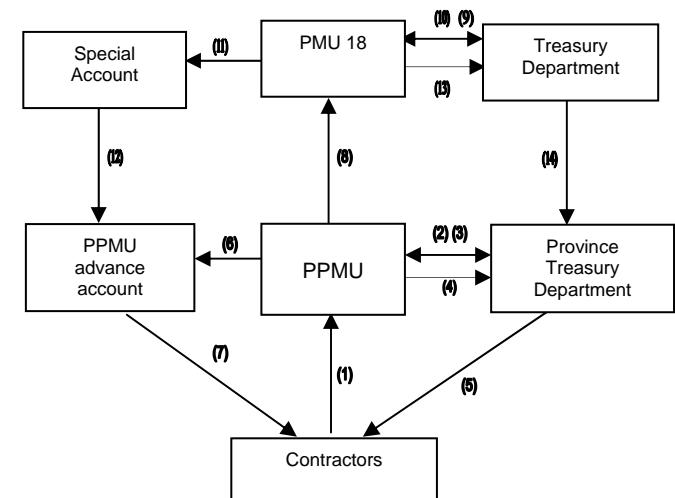 (10) (9)
(11)
PMU 18
Special
Account
Treasury
Department
(13)
(12)
(8)
(14)
(2) (3)
(6)
PPMU
advance
account
PPMU
Province
Treasury
Department
(4)
(7)
(1)
(5)
Contractors